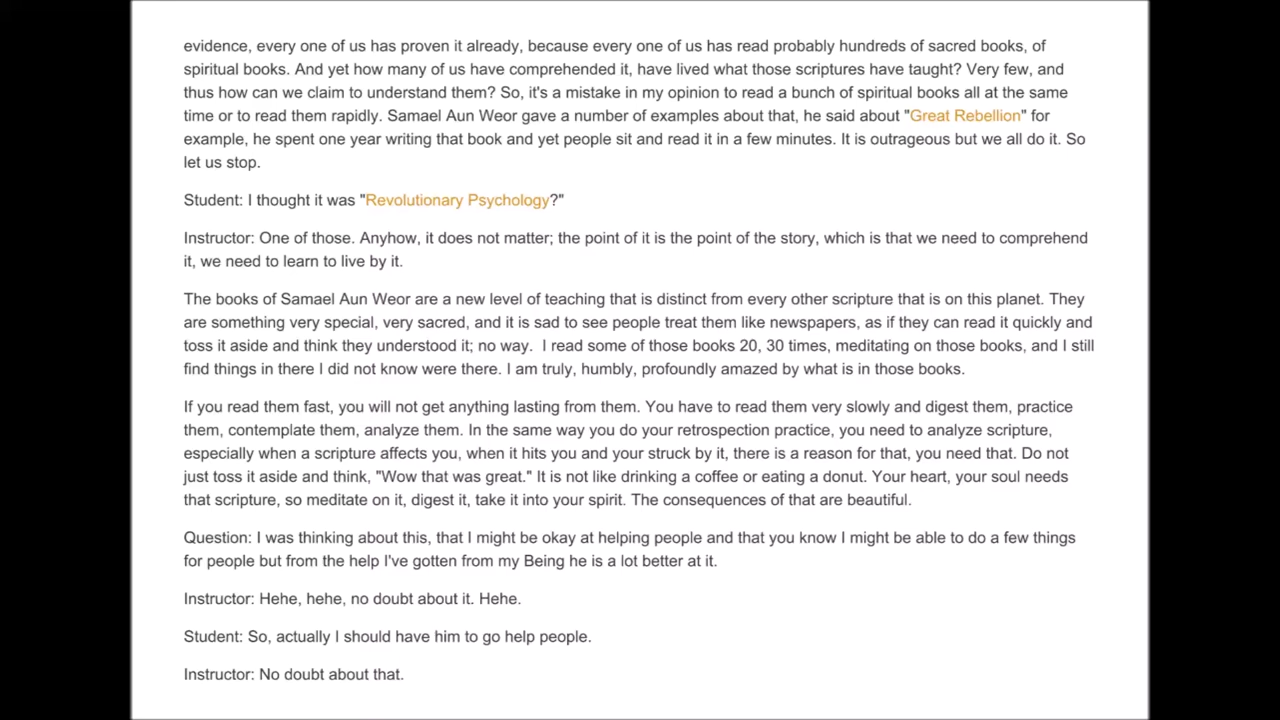 evidence, every one of us has proven it already, because every one of us has read probably hundreds of sacred books, of
spiritual books. And yet how many of us have comprehended it, have lived what those scriptures have taught? Very few, and
thus how can we claim to understand them? So, it's a mistake in my opinion to read a bunch of spiritual books all at the same
time or to read them rapidly. Samael Aun Weor gave a number of examples about that, he said about "Great Rebellion" for
example, he spent one year writing that book and yet people sit and read it in a few minutes. It is outrageous but we all do it. So
let us stop.
Student: I thought it was "Revolutionary Psychology?"
Instructor: One of those. Anyhow, it does not matter; the point of it is the point of the story, which is that we need to comprehend
it, we need to learn to live by it.
The books of Samael Aun Weor are a new level of teaching that is distinct from every other scripture that is on this planet. They
are something very special, very sacred, and it is sad to see people treat them like newspapers, as if they can read it quickly and
toss it aside and think they understood it; no way.  I read some of those books 20, 30 times, meditating on those books, and I still
find things in there I did not know were there. I am truly, humbly, profoundly amazed by what is in those books.
If you read them fast, you will not get anything lasting from them. You have to read them very slowly and digest them, practice
them, contemplate them, analyze them. In the same way you do your retrospection practice, you need to analyze scripture,
especially when a scripture affects you, when it hits you and your struck by it, there is a reason for that, you need that. Do not
just toss it aside and think, "Wow that was great." It is not like drinking a coffee or eating a donut. Your heart, your soul needs
that scripture, so meditate on it, digest it, take it into your spirit. The consequences of that are beautiful.
Question: I was thinking about this, that I might be okay at helping people and that you know I might be able to do a few things
for people but from the help I've gotten from my Being he is a lot better at it.
Instructor: Hehe, hehe, no doubt about it. Hehe.
Student: So, actually I should have him to go help people.
Instructor: No doubt about that.